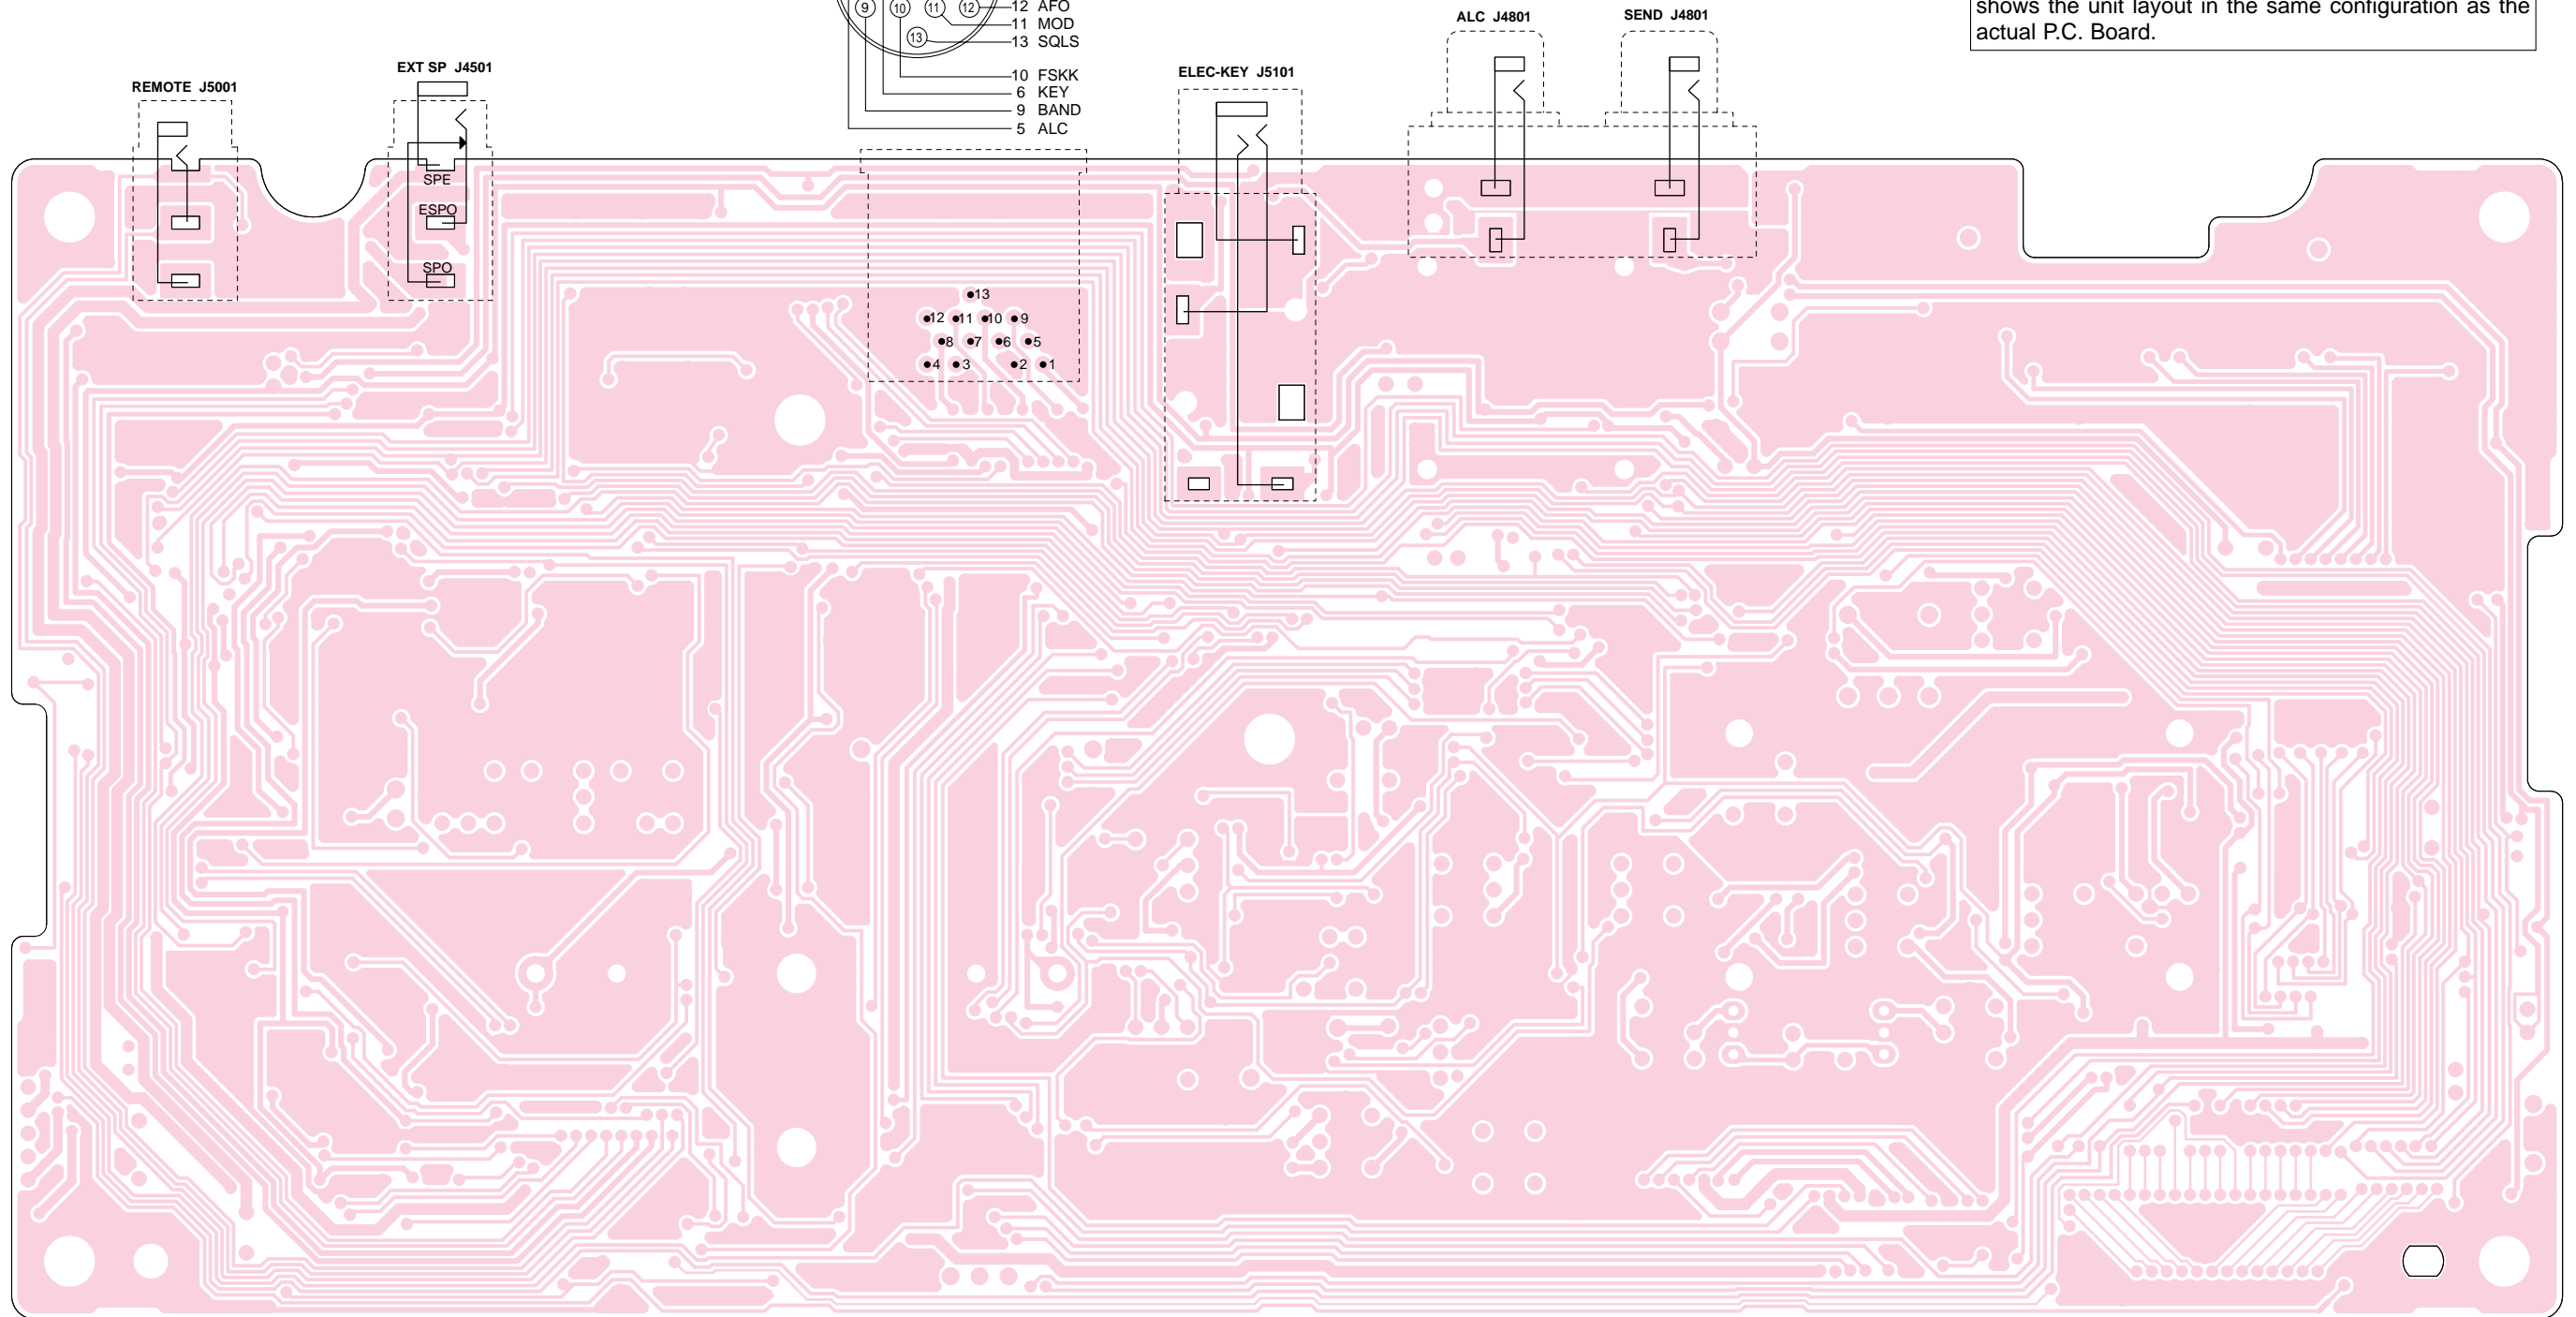 9 10 11 12 12 AFO
11 MOD
13 13 SQLS
10 FSKK
6 KEY
9 BAND
5 ALC
shows the unit layout in the same configuration as the
actual P.C. Board.
REMOTE J5001
EXT SP J4501
ELEC-KEY J5101
ALC J4801
SEND J4801
SPE
ESPO
SPO
13
12 11 10 9
8 7 6 5
4 3 2 1